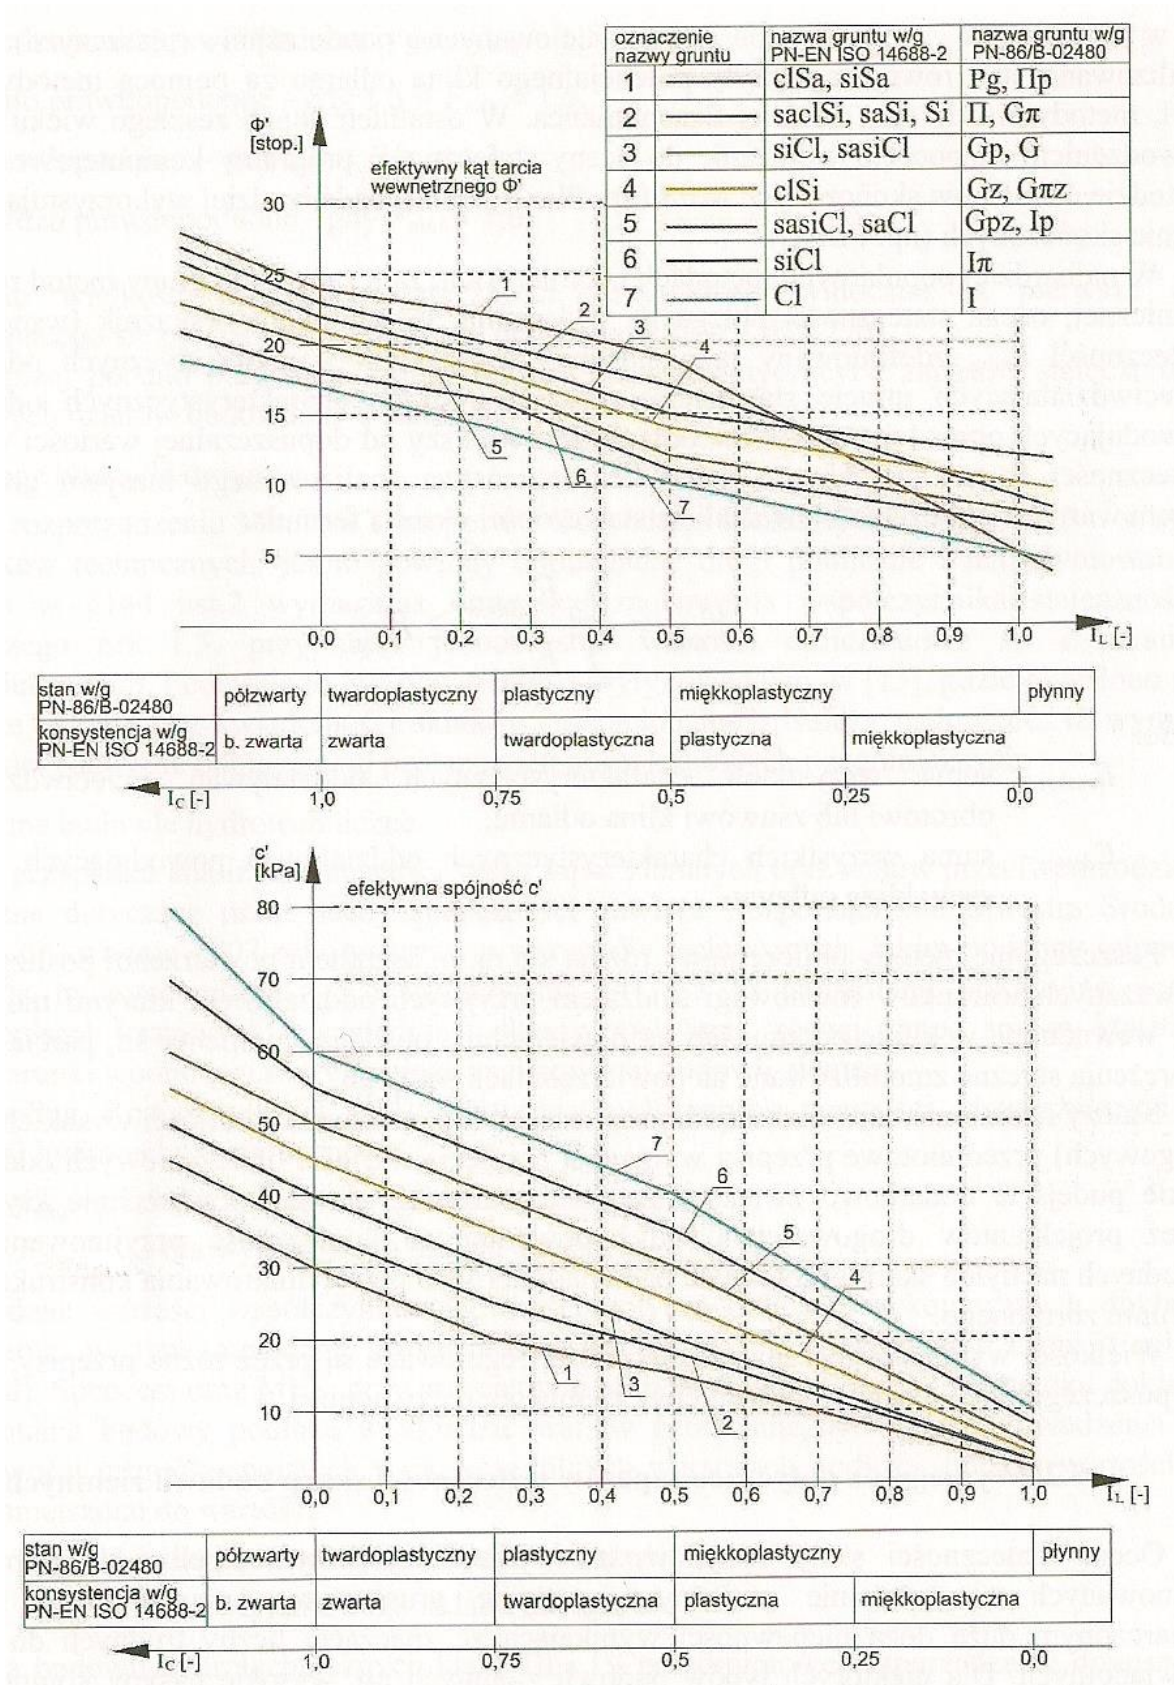 oznaczenie nazwy gruntu
nazwa gruntu w/g PN-EN ISO 14688-2
nazwa gruntu w/g PN-86/B-02480
1 clSa, siSa Pg, Πp
2 saclSi, saSi, Si Π, Gπ
3 siCl, sasiCl Gp, G
4 clSi Gz, Gπz
5 sasiCl, saCl Gpz, Ip
6 siCl Iπ
7 Cl I
Φ'
[stop.]
efektywny kąt tarcia
wewnętrznego Φ'
30
25
20
15
10
5
1
2
3
4
5
6
7
0,0 0,1 0,2 0,3 0,4 0,5 0,6 0,7 0,8 0,9 1,0 I_L [-]
stan w/g
PN-86/B-02480
półzwarty twardoplastyczny plastyczny miękkoplastyczny płynny
konsystencja w/g
PN-EN ISO 14688-2
b. zwarta zwarta twardoplastyczna plastyczna miękkoplastyczna
I_C [-] 1,0 0,75 0,5 0,25 0,0
c'
[kPa]
efektywna spójność c'
80
70
60
50
40
30
20
10
7
6
5
4
1
3
2
0,0 0,1 0,2 0,3 0,4 0,5 0,6 0,7 0,8 0,9 1,0 I_L [-]
stan w/g
PN-86/B-02480
półzwarty twardoplastyczny plastyczny miękkoplastyczny płynny
konsystencja w/g
PN-EN ISO 14688-2
b. zwarta zwarta twardoplastyczna plastyczna miękkoplastyczna
I_C [-] 1,0 0,75 0,5 0,25 0,0